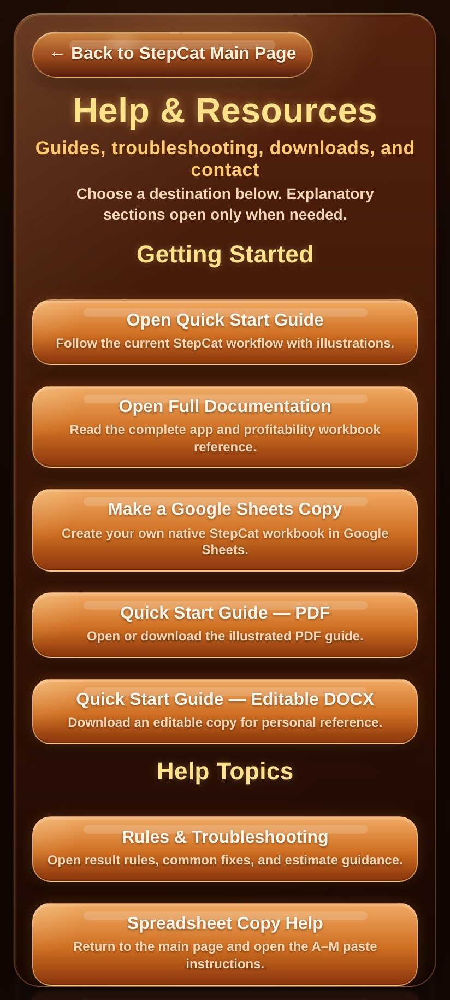 ← Back to StepCat Main Page
Help & Resources
Guides, troubleshooting, downloads, and
contact
Choose a destination below. Explanatory
sections open only when needed.
Getting Started
Open Quick Start Guide
Follow the current StepCat workflow with illustrations.
Open Full Documentation
Read the complete app and profitability workbook
reference.
Make a Google Sheets Copy
Create your own native StepCat workbook in Google
Sheets.
Quick Start Guide — PDF
Open or download the illustrated PDF guide.
Quick Start Guide — Editable DOCX
Download an editable copy for personal reference.
Help Topics
Rules & Troubleshooting
Open result rules, common fixes, and estimate guidance.
Spreadsheet Copy Help
Return to the main page and open the A–M paste
instructions.